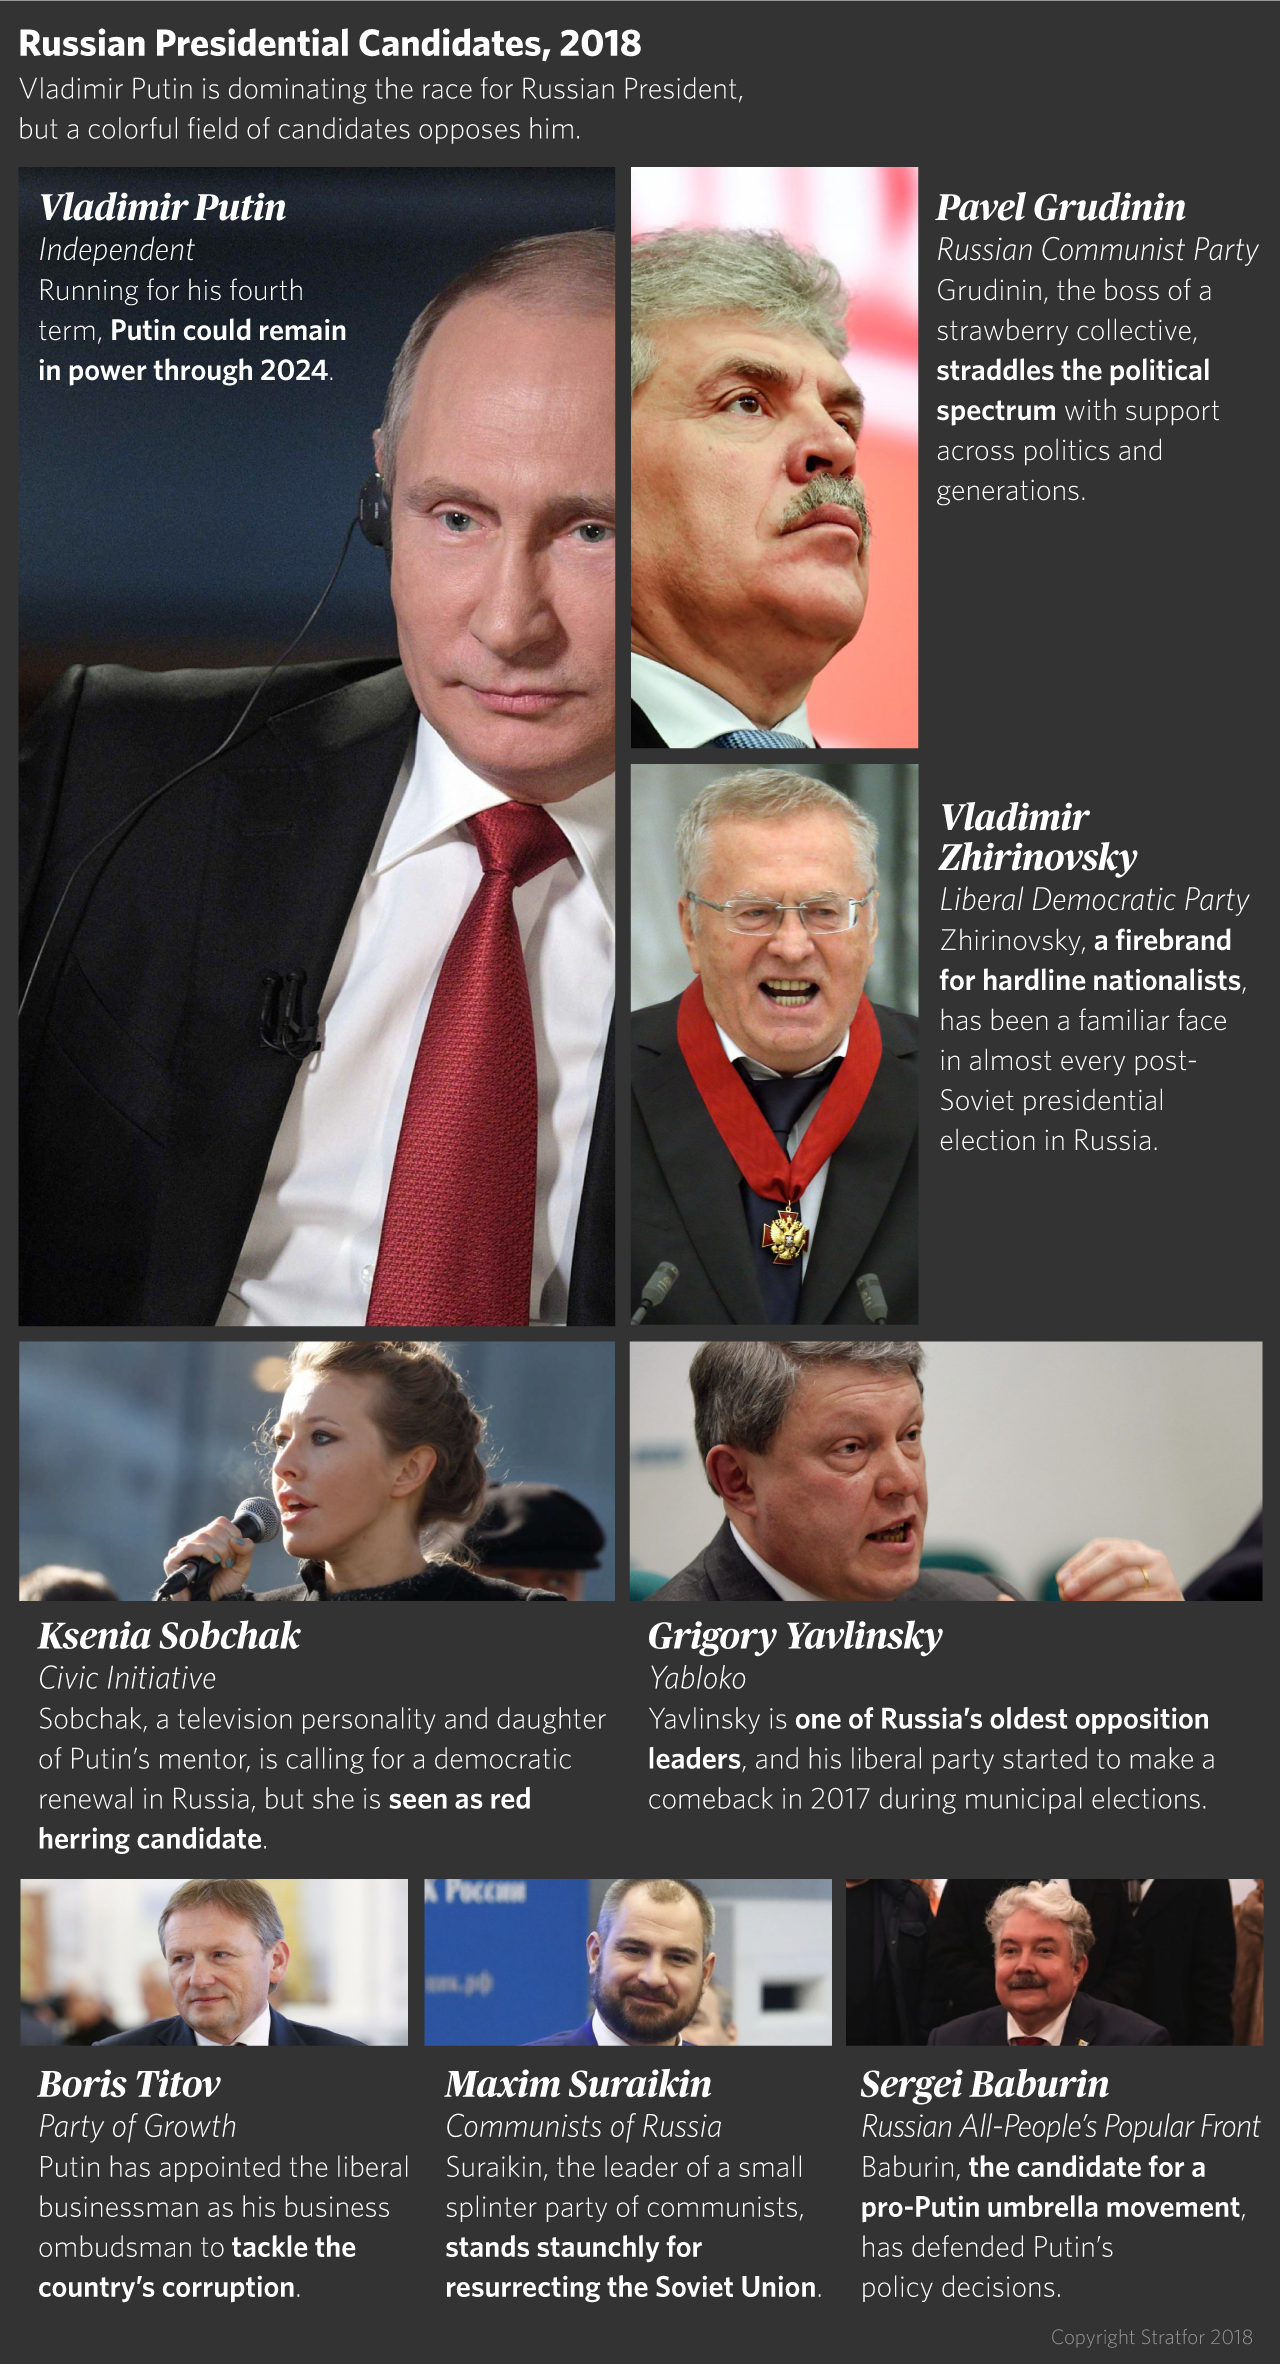 Russian Presidential Candidates, 2018
Vladimir Putin is dominating the race for Russian President,
but a colorful field of candidates opposes him.
Vladimir Putin
Independent
Running for his fourth
term, Putin could remain
in power through 2024.
Pavel Grudinin
Russian Communist Party
Grudinin, the boss of a
strawberry collective,
straddles the political
spectrum with support
across politics and
generations.
Vladimir
Zhirinovsky
Liberal Democratic Party
Zhirinovsky, a firebrand
for hardline nationalists,
has been a familiar face
in almost every post-
Soviet presidential
election in Russia.
Ksenia Sobchak
Civic Initiative
Sobchak, a television personality and daughter
of Putin’s mentor, is calling for a democratic
renewal in Russia, but she is seen as red
herring candidate.
Grigory Yavlinsky
Yabloko
Yavlinsky is one of Russia’s oldest opposition
leaders, and his liberal party started to make a
comeback in 2017 during municipal elections.
России
.рф
Boris Titov
Party of Growth
Putin has appointed the liberal
businessman as his business
ombudsman to tackle the
country’s corruption.
Maxim Suraikin
Communists of Russia
Suraikin, the leader of a small
splinter party of communists,
stands staunchly for
resurrecting the Soviet Union.
Sergei Baburin
Russian All-People’s Popular Front
Baburin, the candidate for a
pro-Putin umbrella movement,
has defended Putin’s
policy decisions.
Copyright Stratfor 2018